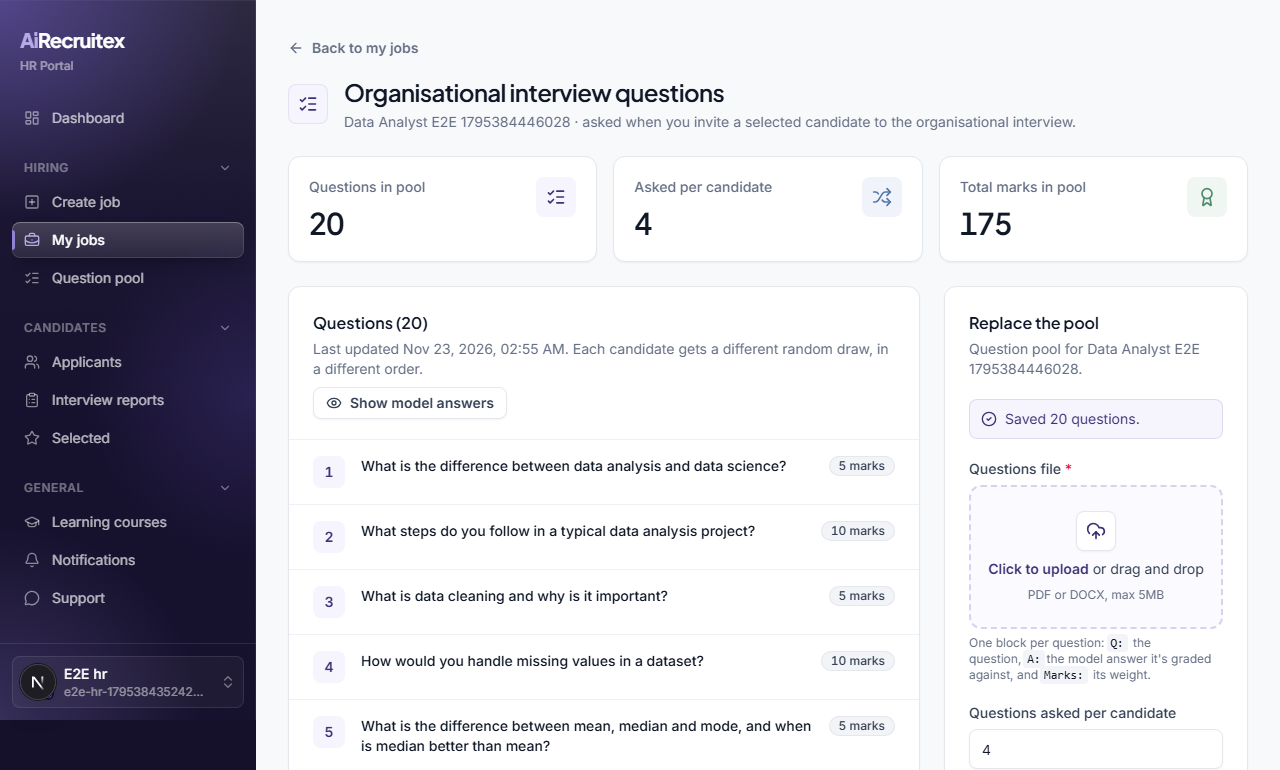 AiRecruitex
HR Portal
Dashboard
HIRING
Create job
My jobs
Question pool
CANDIDATES
Applicants
Interview reports
Selected
GENERAL
Learning courses
Notifications
Support
N
E2E hr
e2e-hr-179538435242...
Back to my jobs
Organisational interview questions
Data Analyst E2E 1795384446028 · asked when you invite a selected candidate to the organisational interview.
Questions in pool
20
Asked per candidate
4
Total marks in pool
175
Questions (20)
Last updated Nov 23, 2026, 02:55 AM. Each candidate gets a different random draw, in
a different order.
Show model answers
1 What is the difference between data analysis and data science? 5 marks
2 What steps do you follow in a typical data analysis project? 10 marks
3 What is data cleaning and why is it important? 5 marks
4 How would you handle missing values in a dataset? 10 marks
5 What is the difference between mean, median and mode, and when 5 marks
is median better than mean?
Replace the pool
Question pool for Data Analyst E2E
1795384446028.
Saved 20 questions.
Questions file *
Click to upload or drag and drop
PDF or DOCX, max 5MB
One block per question: Q: the
question, A: the model answer it's graded
against, and Marks: its weight.
Questions asked per candidate
4